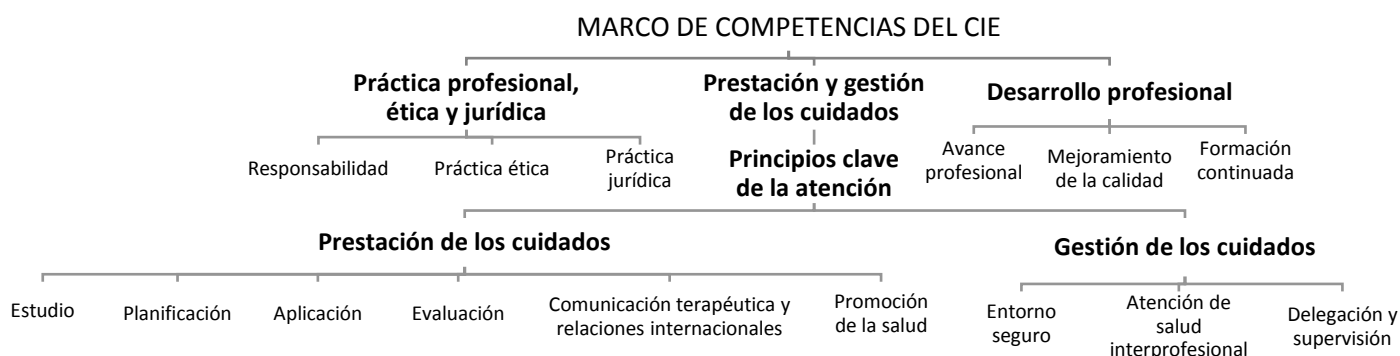 MARCO DE COMPETENCIAS DEL CIE
Práctica profesional,
ética y jurídica
Prestación y gestión
de los cuidados
Desarrollo profesional
Responsabilidad
Práctica ética
Práctica
jurídica
Principios clave
de la atención
Avance
profesional
Mejoramiento
de la calidad
Formación
continuada
Prestación de los cuidados
Gestión de los cuidados
Estudio
Planificación
Aplicación
Evaluación
Comunicación terapéutica y
relaciones internacionales
Promoción
de la salud
Entorno
seguro
Atención de
salud
interprofesional
Delegación y
supervisión